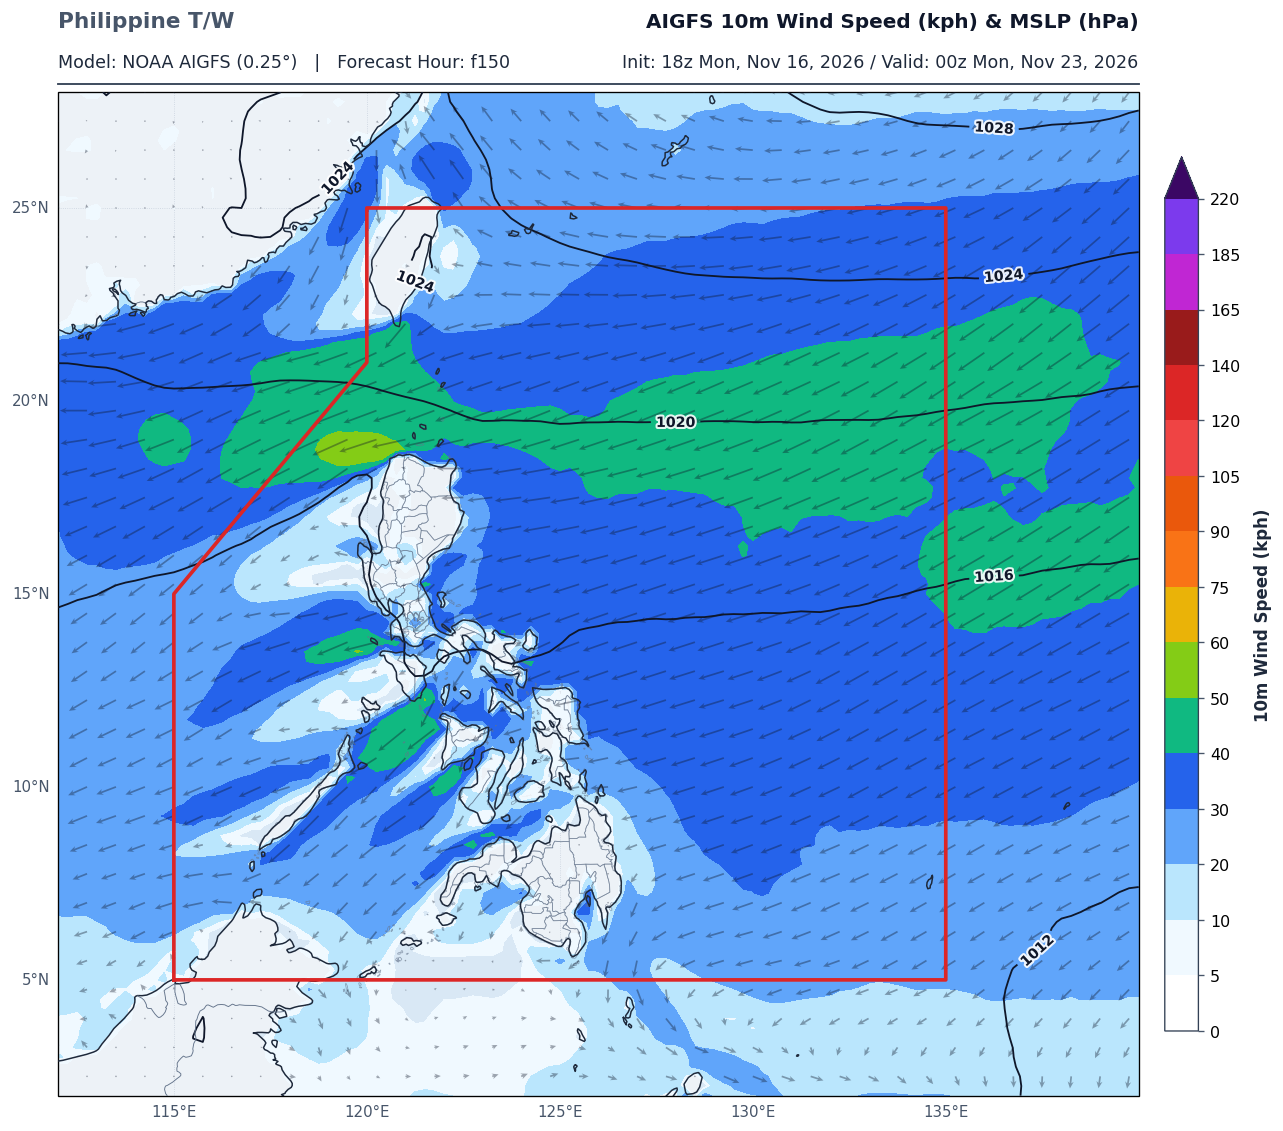 Philippine T/W
AIGFS 10m Wind Speed (kph) & MSLP (hPa)
Model: NOAA AIGFS (0.25°) | Forecast Hour: f150
Init: 18z Mon, Nov 16, 2026 / Valid: 00z Mon, Nov 23, 2026
1028
1024
1024
1024
1020
1016
1012
25°N
20°N
15°N
10°N
5°N
115°E
120°E
125°E
130°E
135°E
220
185
165
140
120
105
90
75
60
50
40
30
20
10
5
0
10m Wind Speed (kph)